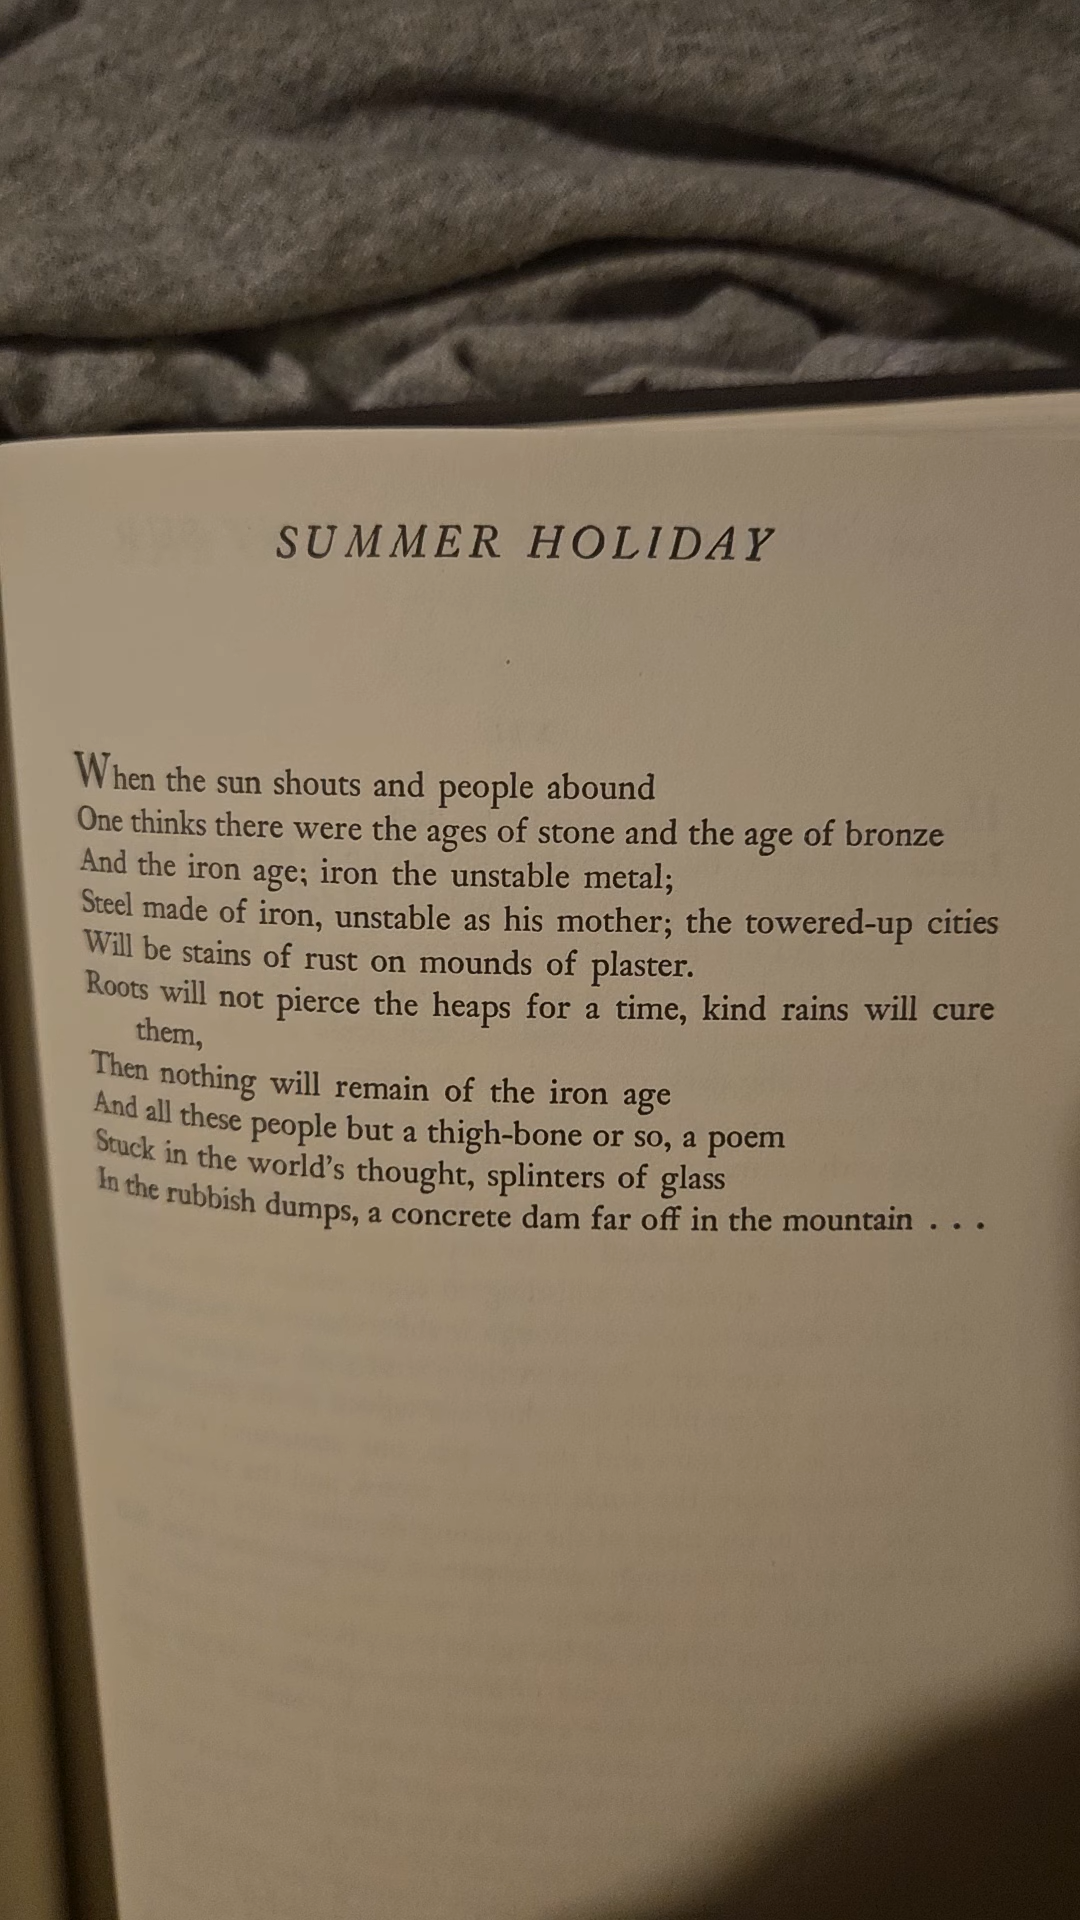 SUMMER HOLIDAY
When the sun shouts and people abound
One thinks there were the ages of stone and the age of bronze
And the iron age; iron the unstable metal;
Steel made of iron, unstable as his mother; the towered-up cities
Will be stains of rust on mounds of plaster.
Roots will not pierce the heaps for a time, kind rains will cure
them,
Then nothing will remain of the iron age
And all these people but a thigh-bone or so, a poem
Stuck in the world's thought, splinters of glass
In the rubbish dumps, a concrete dam far off in the mountain . . .